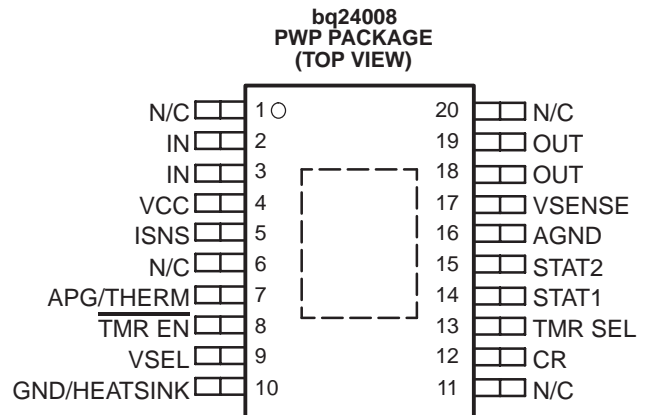 bq24008
PWP PACKAGE
(TOP VIEW)
N/C 1 20 N/C
IN 2 19 OUT
IN 3 18 OUT
VCC 4 17 VSENSE
ISNS 5 16 AGND
N/C 6 15 STAT2
APG/THERM 7 14 STAT1
TMR EN 8 13 TMR SEL
VSEL 9 12 CR
GND/HEATSINK 10 11 N/C